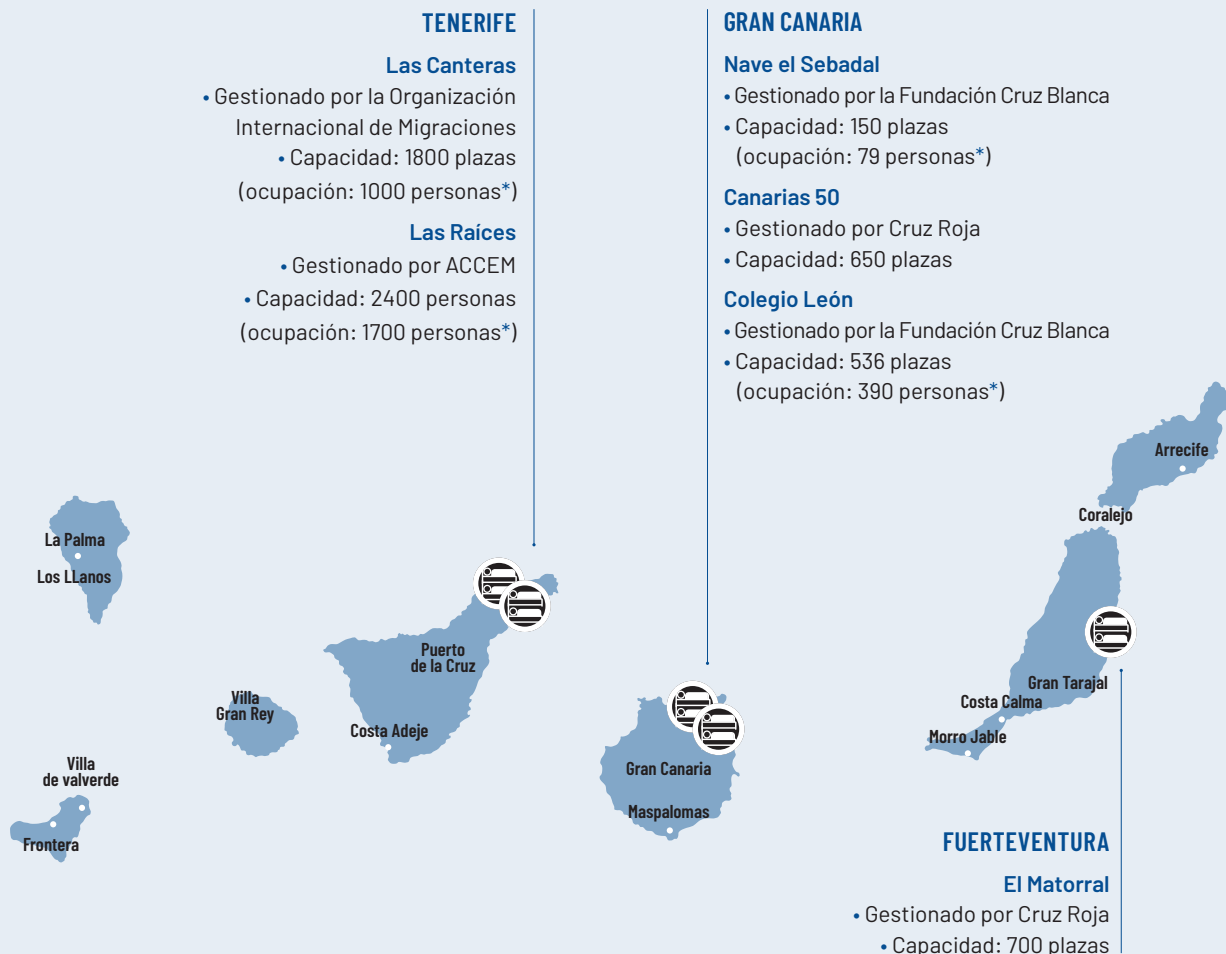 TENERIFE
Las Canteras
• Gestionado por la Organización
Internacional de Migraciones
• Capacidad: 1800 plazas
(ocupación: 1000 personas*)
Las Raíces
• Gestionado por ACCEM
• Capacidad: 2400 personas
(ocupación: 1700 personas*)
GRAN CANARIA
Nave el Sebadal
• Gestionado por la Fundación Cruz Blanca
• Capacidad: 150 plazas
(ocupación: 79 personas*)
Canarias 50
• Gestionado por Cruz Roja
• Capacidad: 650 plazas
Colegio León
• Gestionado por la Fundación Cruz Blanca
• Capacidad: 536 plazas
(ocupación: 390 personas*)
Arrecife
Coralejo
La Palma
Los LLanos
Puerto
de la Cruz
Villa
Gran Rey
Costa Adeje
Gran Tarajal
Costa Calma
Morro Jable
Gran Canaria
Maspalomas
Villa
de valverde
Frontera
FUERTEVENTURA
El Matorral
• Gestionado por Cruz Roja
• Capacidad: 700 plazas